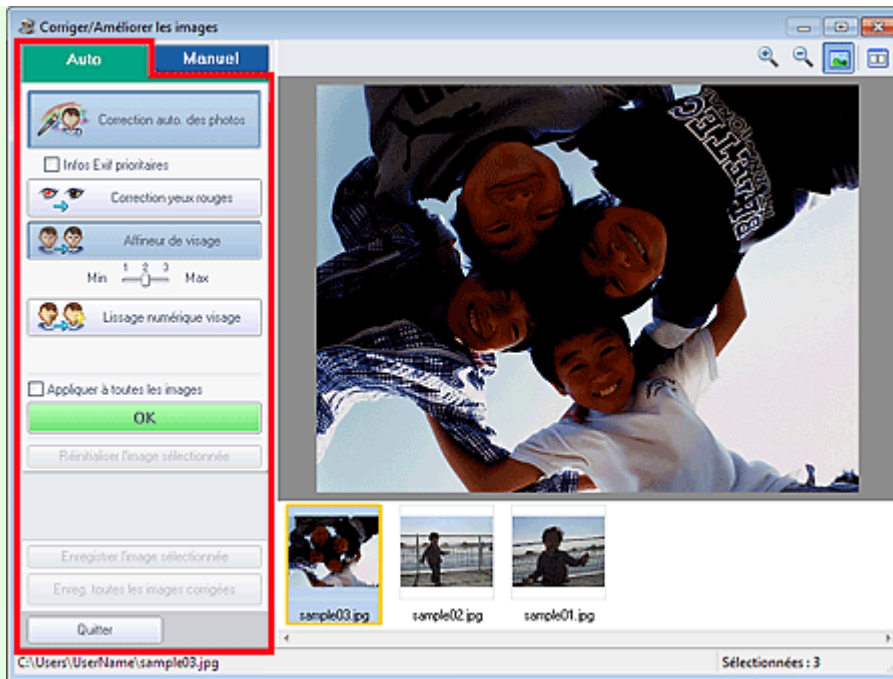 Corriger/Améliorer les images
Auto
Manuel
Correction auto. des photos
Infos Exif prioritaires
Correction yeux rouges
Affineur de visage
1 2 3
Min Max
Lissage numérique visage
Appliquer à toutes les images
OK
Réinitialiser l'image sélectionnée
Enregistrer l'image sélectionnée
Enreg. toutes les images corrigées
Quitter
sample03.jpg
sample02.jpg
sample01.jpg
C:\Users\UserName\sample03.jpg
Sélectionnées : 3